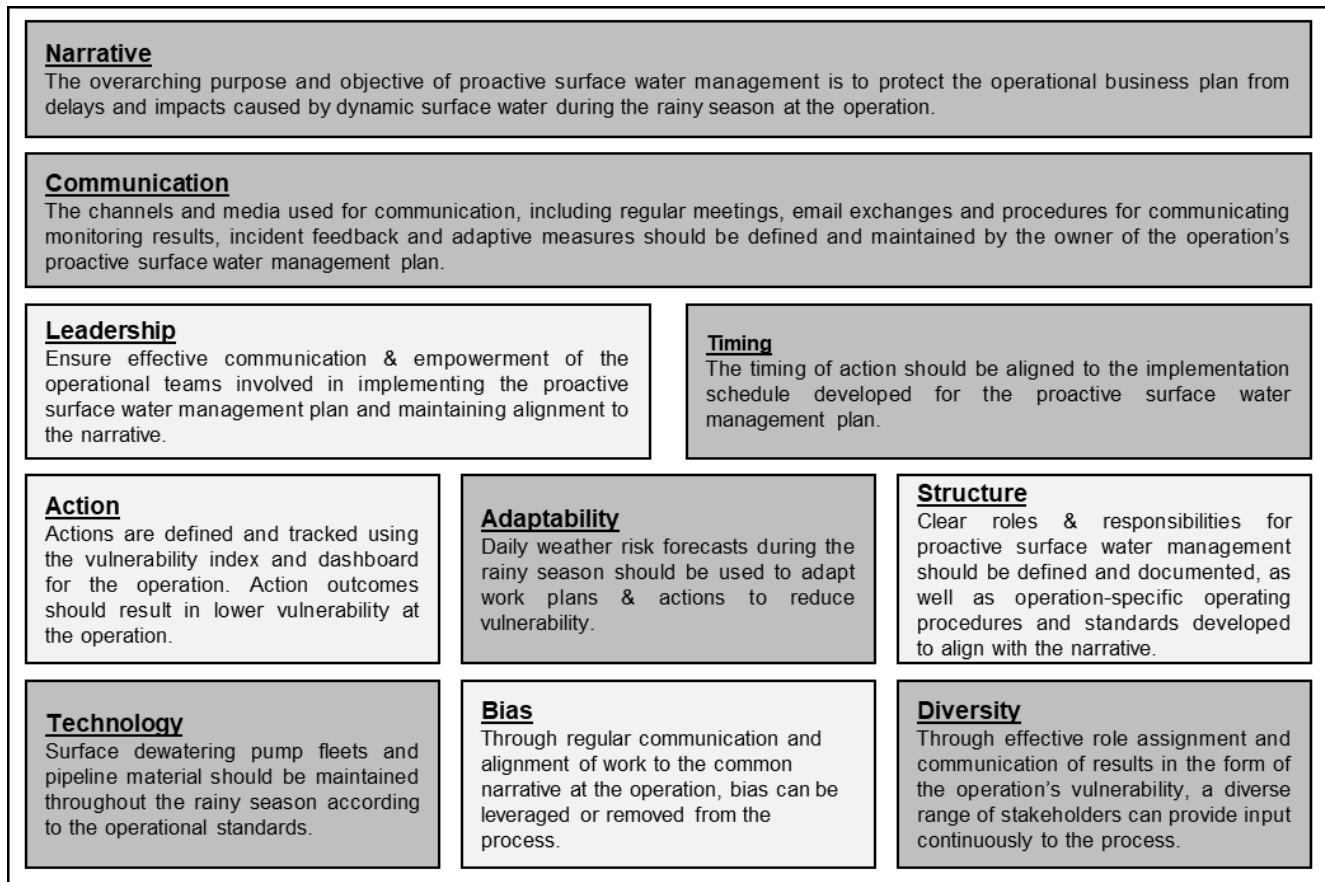 Narrative
The overarching purpose and objective of proactive surface water management is to protect the operational business plan from
delays and impacts caused by dynamic surface water during the rainy season at the operation.
Communication
The channels and media used for communication, including regular meetings, email exchanges and procedures for communicating
monitoring results, incident feedback and adaptive measures should be defined and maintained by the owner of the operation's
proactive surface water management plan.
Leadership
Ensure effective communication & empowerment of the
operational teams involved in implementing the proactive
surface water management plan and maintaining alignment to
the narrative.
Timing
The timing of action should be aligned to the implementation
schedule developed for the proactive surface water
management plan.
Action
Actions are defined and tracked using
the vulnerability index and dashboard
for the operation. Action outcomes
should result in lower vulnerability at
the operation.
Adaptability
Daily weather risk forecasts during the
rainy season should be used to adapt
work plans & actions to reduce
vulnerability.
Structure
Clear roles & responsibilities for
proactive surface water management
should be defined and documented, as
well as operation-specific operating
procedures and standards developed
to align with the narrative.
Technology
Surface dewatering pump fleets and
pipeline material should be maintained
throughout the rainy season according
to the operational standards.
Bias
Through regular communication and
alignment of work to the common
narrative at the operation, bias can be
leveraged or removed from the
process.
Diversity
Through effective role assignment and
communication of results in the form of
the operation's vulnerability, a diverse
range of stakeholders can provide input
continuously to the process.